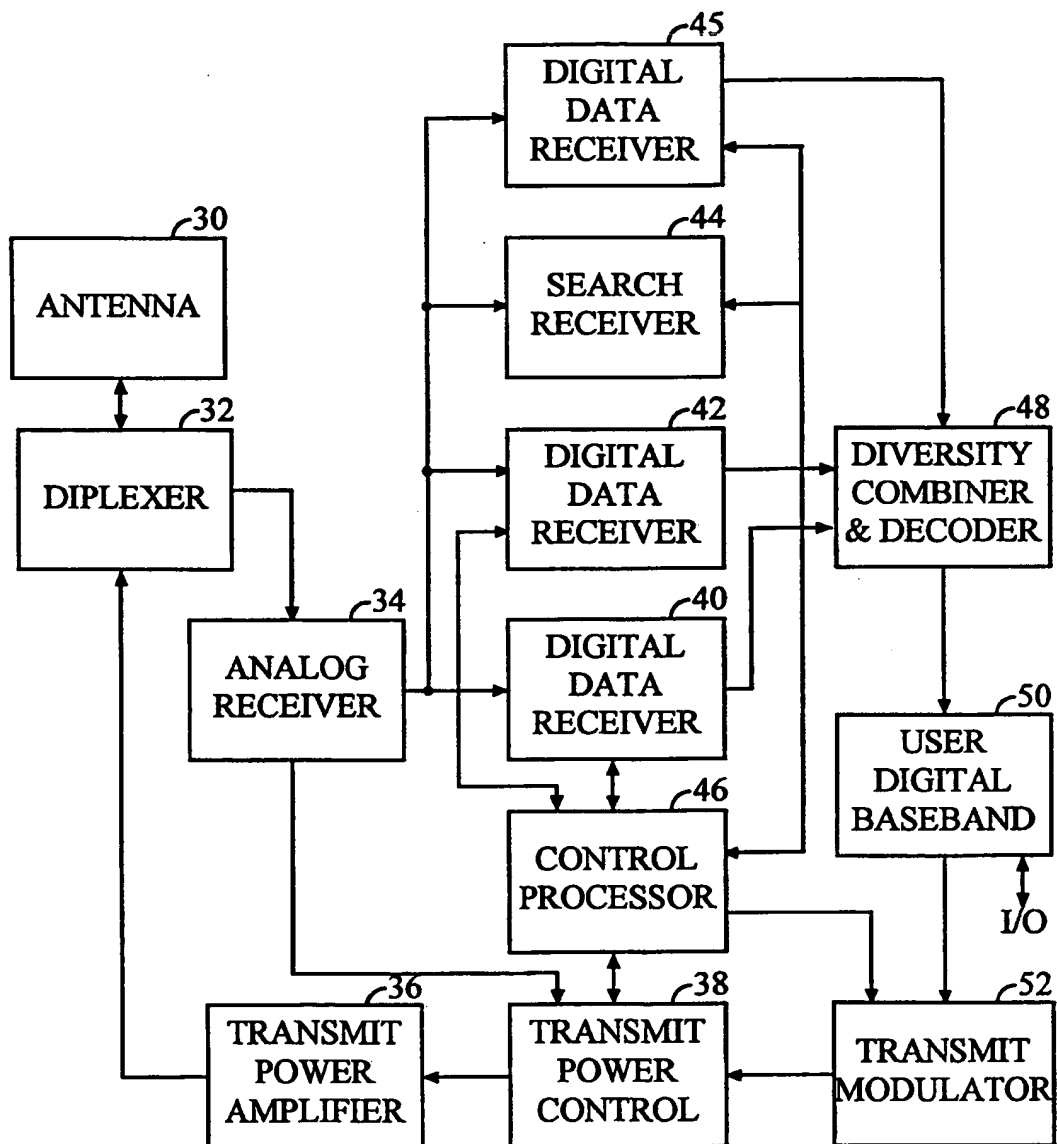 45
DIGITAL
DATA
RECEIVER
30
ANTENNA
44
SEARCH
RECEIVER
32
DIPLEXER
42
DIGITAL
DATA
RECEIVER
48
DIVERSITY
COMBINER
& DECODER
34
ANALOG
RECEIVER
40
DIGITAL
DATA
RECEIVER
50
USER
DIGITAL
BASEBAND
46
CONTROL
PROCESSOR
I/O
36
TRANSMIT
POWER
AMPLIFIER
38
TRANSMIT
POWER
CONTROL
52
TRANSMIT
MODULATOR